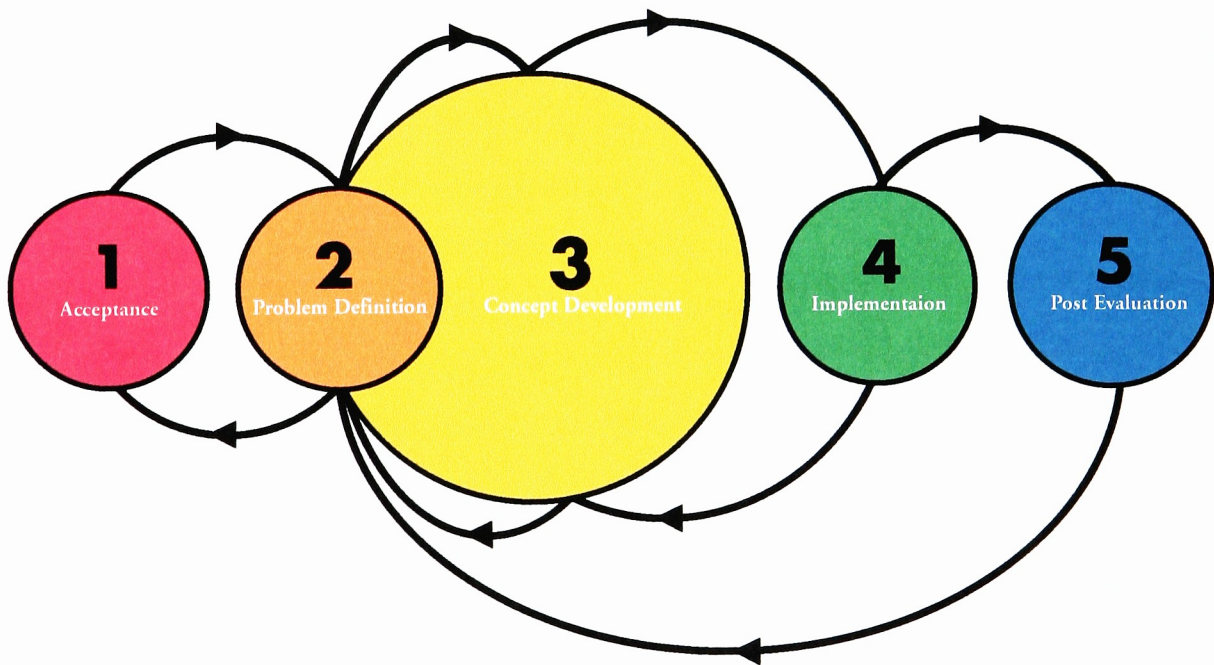 1
Acceptance
2
Problem Definition
3
Concept Development
4
Implementaion
5
Post Evaluation